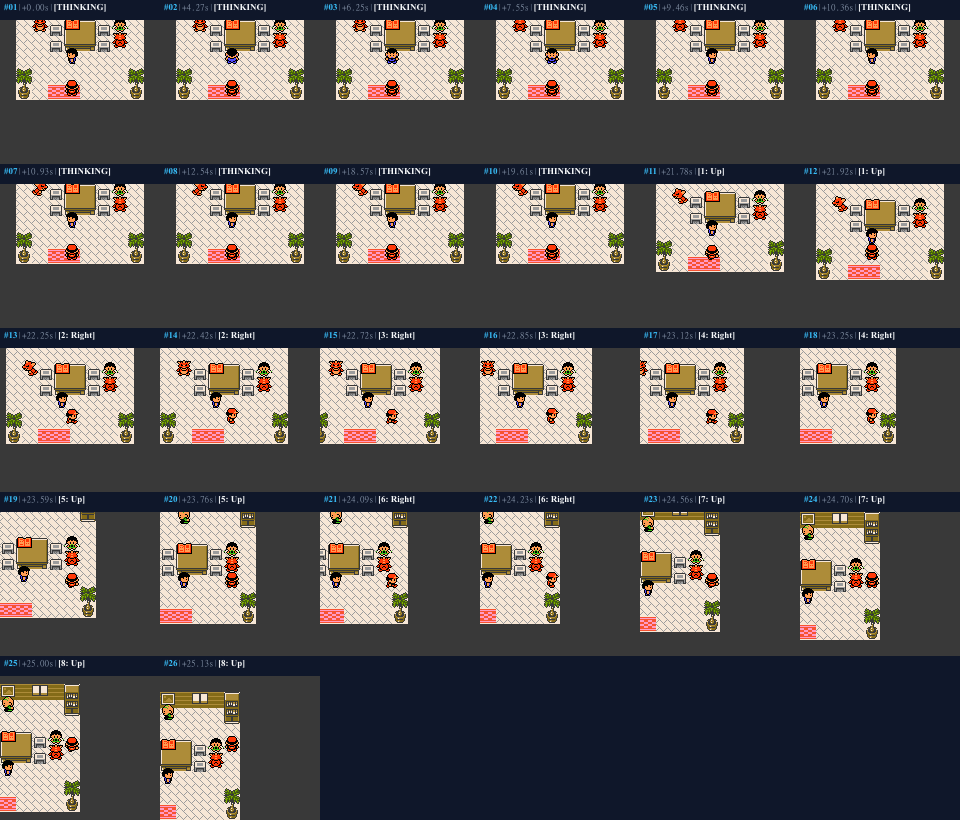 #01|+0.00s|[THINKING]
#02|+4.27s|[THINKING]
#03|+6.25s|[THINKING]
#04|+7.55s|[THINKING]
#05|+9.46s|[THINKING]
#06|+10.36s|[THINKING]
#07|+10.93s|[THINKING]
#08|+12.54s|[THINKING]
#09|+18.57s|[THINKING]
#10|+19.61s|[THINKING]
#11|+21.78s|[1: Up]
#12|+21.92s|[1: Up]
#13|+22.25s|[2: Right]
#14|+22.42s|[2: Right]
#15|+22.72s|[3: Right]
#16|+22.85s|[3: Right]
#17|+23.12s|[4: Right]
#18|+23.25s|[4: Right]
#19|+23.59s|[5: Up]
#20|+23.76s|[5: Up]
#21|+24.09s|[6: Right]
#22|+24.23s|[6: Right]
#23|+24.56s|[7: Up]
#24|+24.70s|[7: Up]
#25|+25.00s|[8: Up]
#26|+25.13s|[8: Up]